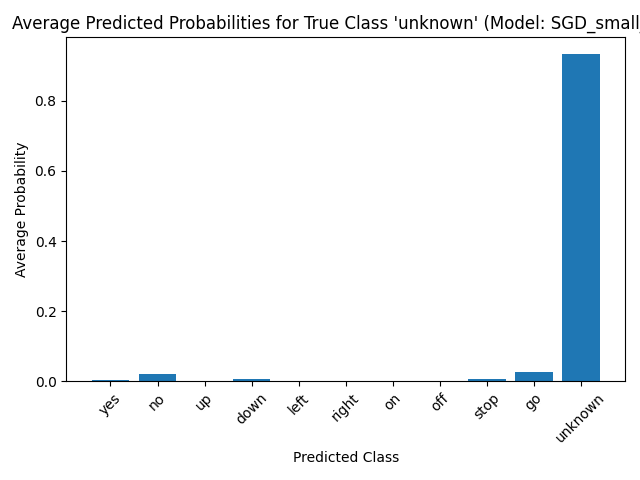 Average Predicted Probabilities for True Class 'unknown' (Model: SGD_small_
Average Probability
0.8
0.6
0.4
0.2
0.0
yes no up down left right on off stop go unknown
Predicted Class